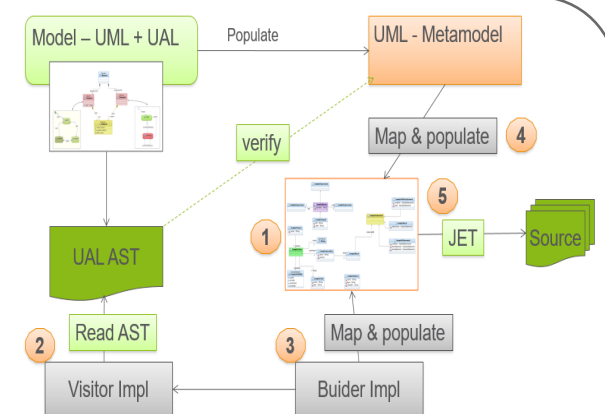 Model – UML + UAL
Populate
UML - Metamodel
verify
Map & populate
4
5
1
UAL AST
JET
Source
Read AST
2
3
Map & populate
Visitor Impl
Buider Impl